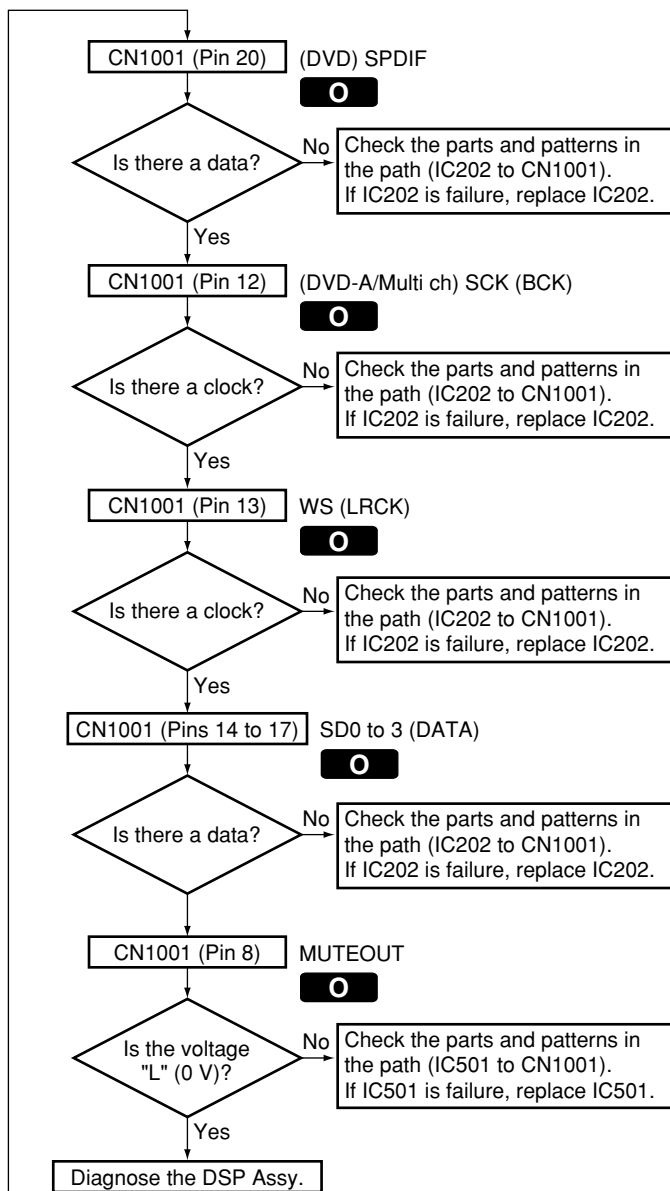 CN1001 (Pin 20)
(DVD) SPDIF
O
Is there a data?
No
Check the parts and patterns in
the path (IC202 to CN1001).
If IC202 is failure, replace IC202.
Yes
CN1001 (Pin 12)
(DVD-A/Multi ch) SCK (BCK)
O
Is there a clock?
No
Check the parts and patterns in
the path (IC202 to CN1001).
If IC202 is failure, replace IC202.
Yes
CN1001 (Pin 13)
WS (LRCK)
O
Is there a clock?
No
Check the parts and patterns in
the path (IC202 to CN1001).
If IC202 is failure, replace IC202.
Yes
CN1001 (Pins 14 to 17)
SD0 to 3 (DATA)
O
Is there a data?
No
Check the parts and patterns in
the path (IC202 to CN1001).
If IC202 is failure, replace IC202.
CN1001 (Pin 8)
MUTEOUT
O
Is the voltage
"L" (0 V)?
No
Check the parts and patterns in
the path (IC501 to CN1001).
If IC501 is failure, replace IC501.
Yes
Diagnose the DSP Assy.